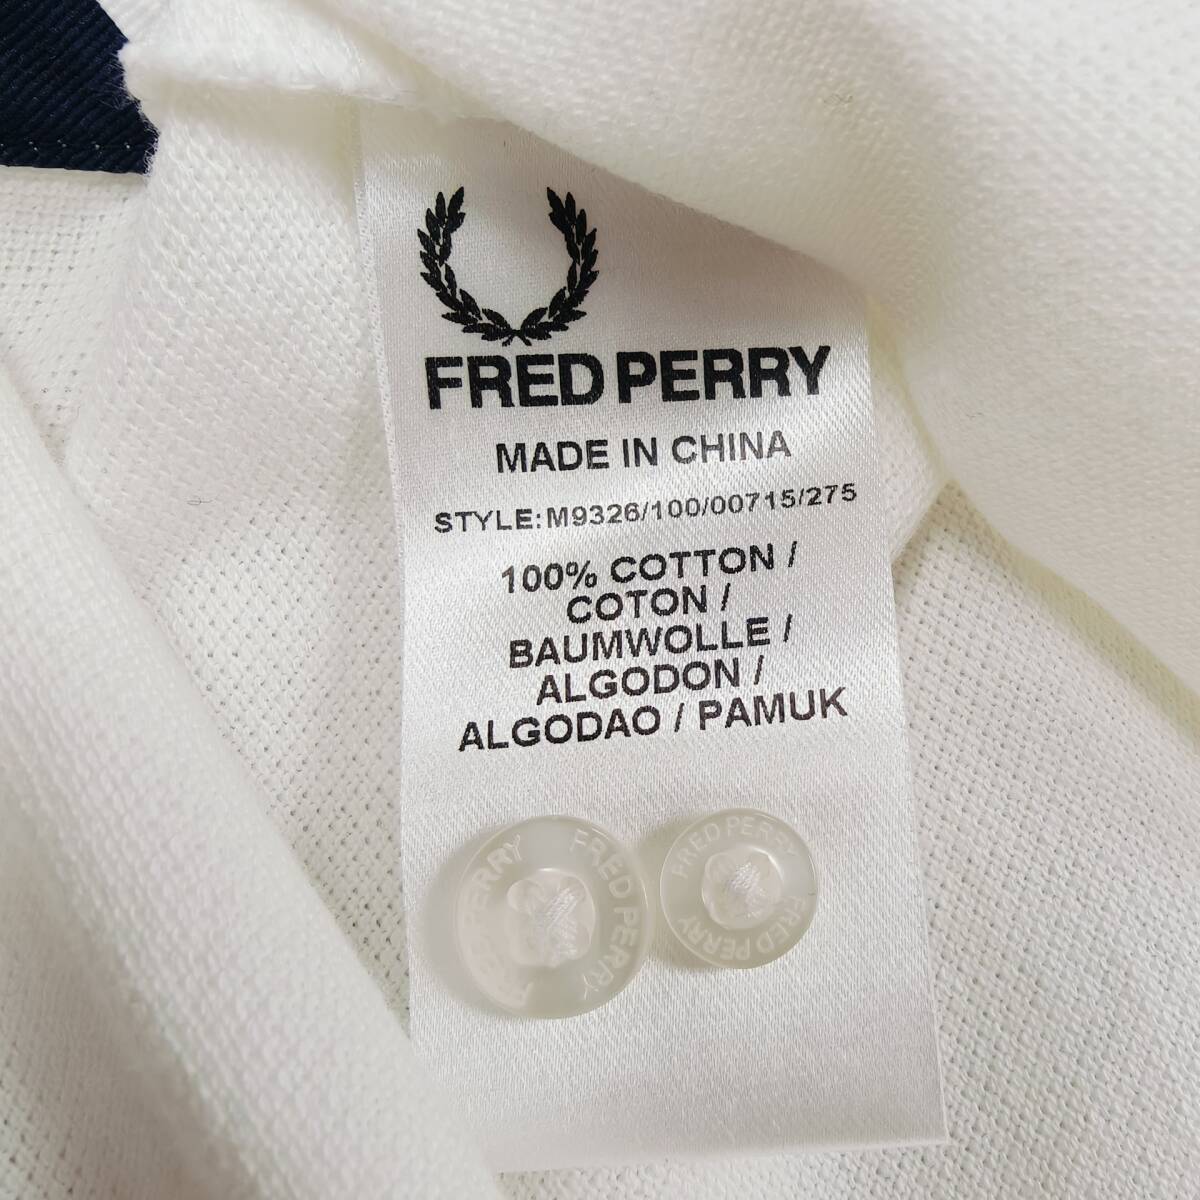 FRED PERRY
MADE IN CHINA
STYLE:M9326/100/00715/275
100% COTTON /
COTON /
BAUMWOLLE /
ALGODON /
ALGODAO / PAMUK
FRED PERRY
PERRY
FRED PERRY
FRED PERRY